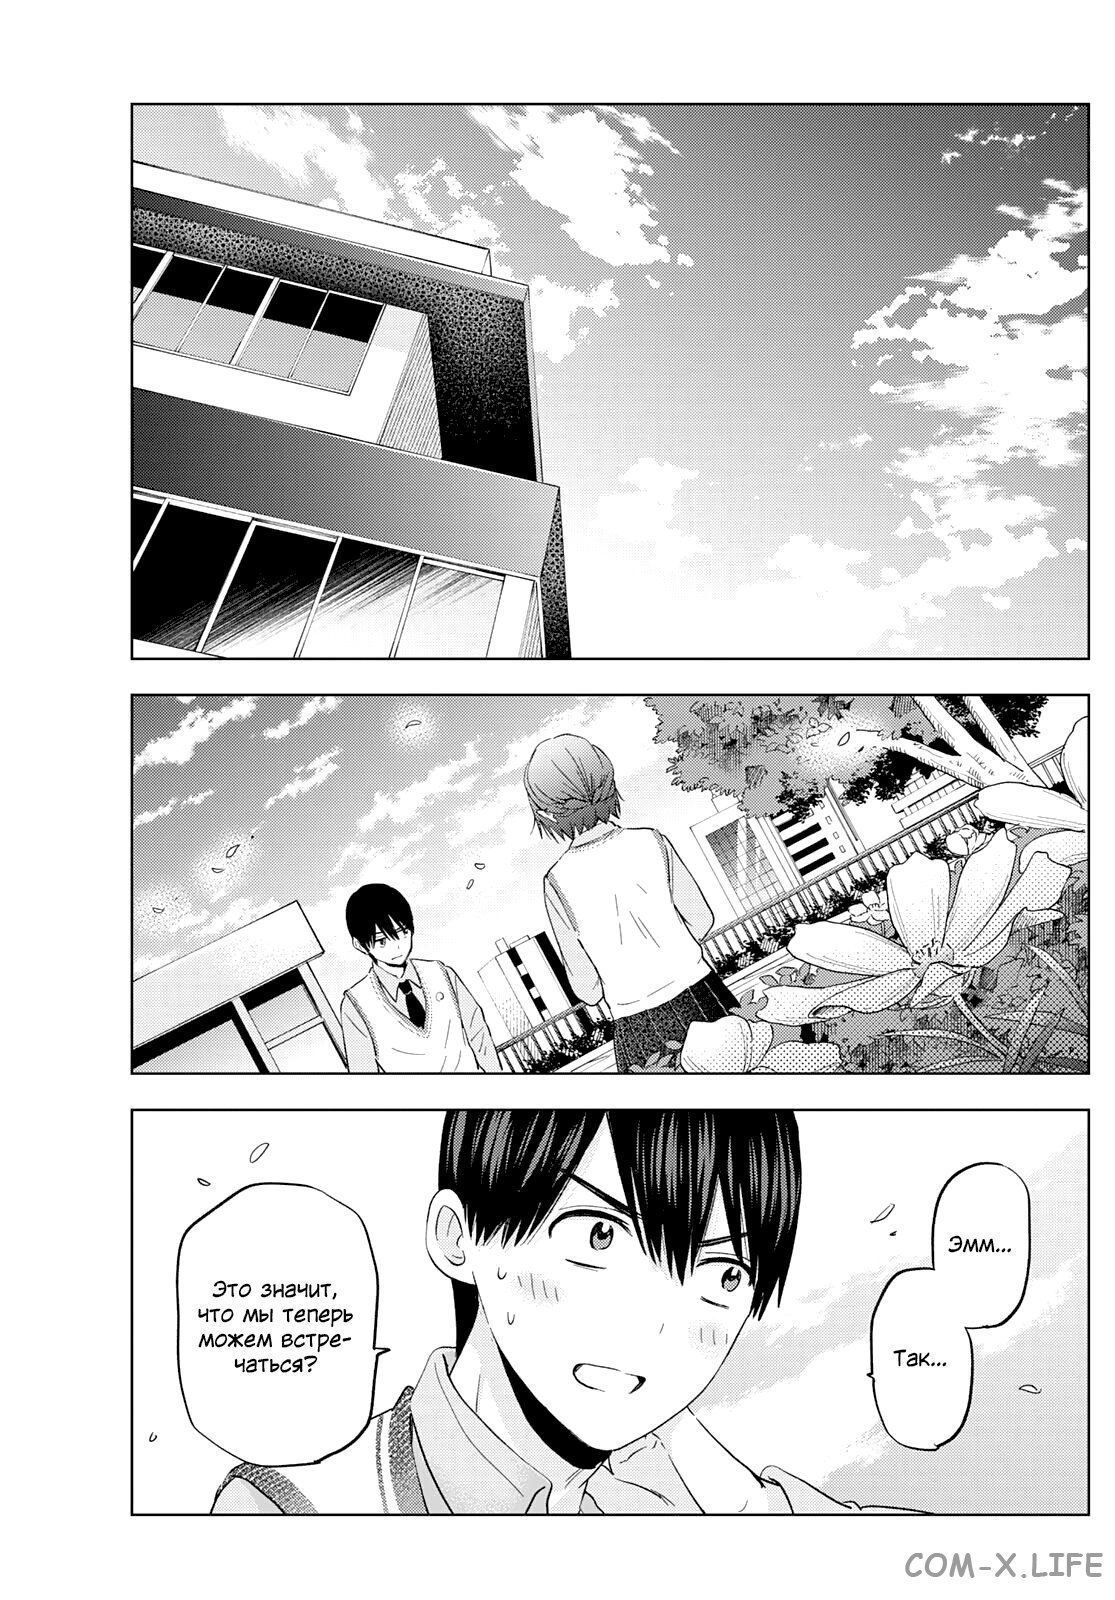 Эмм...
Так...
Это значит,
что мы теперь
можем встре-
чаться?
COM-X.LIFE